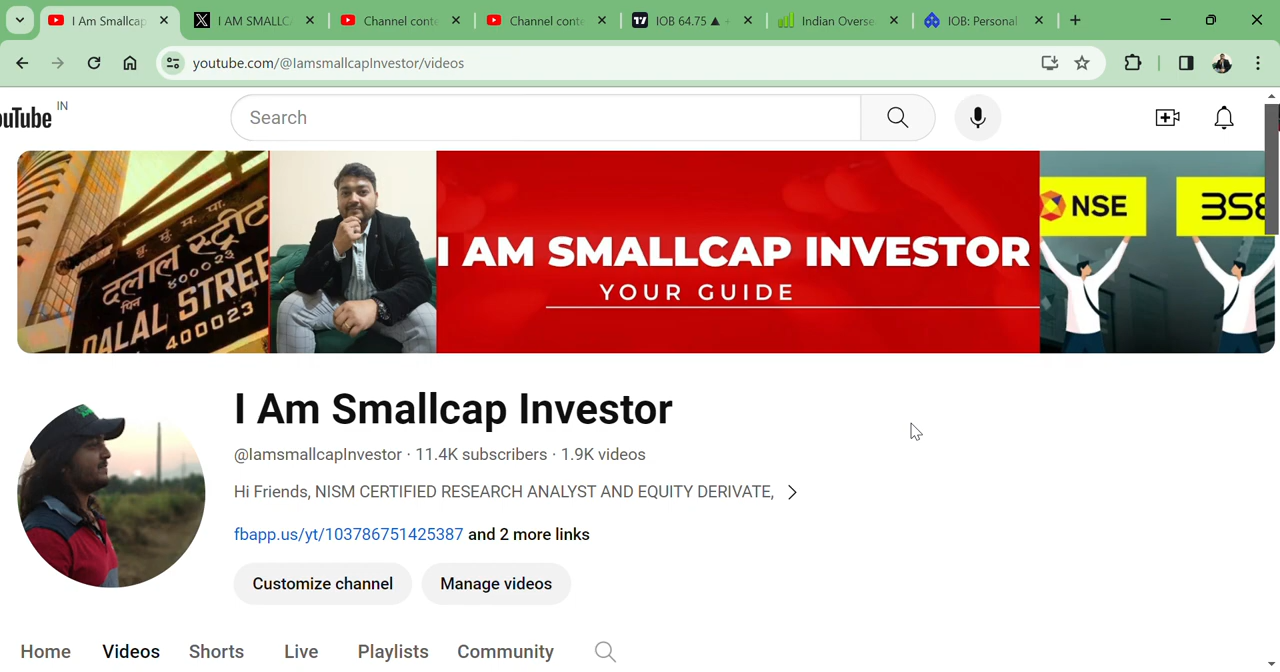 I Am Smallcap
I AM SMALLC
Channel conte
Channel conte
IOB 64.75 ▲
Indian Overse
IOB: Personal
youtube.com/@IamsmallcapInvestor/videos
ouTube IN
Search
दलाल स्ट्रीट
पिन ४०००२३
DALAL STREE
400023
I AM SMALLCAP INVESTOR
YOUR GUIDE
NSE
BSE
I Am Smallcap Investor
@IamsmallcapInvestor · 11.4K subscribers · 1.9K videos
Hi Friends, NISM CERTIFIED RESEARCH ANALYST AND EQUITY DERIVATE,
fbapp.us/yt/103786751425387 and 2 more links
Customize channel
Manage videos
Home
Videos
Shorts
Live
Playlists
Community